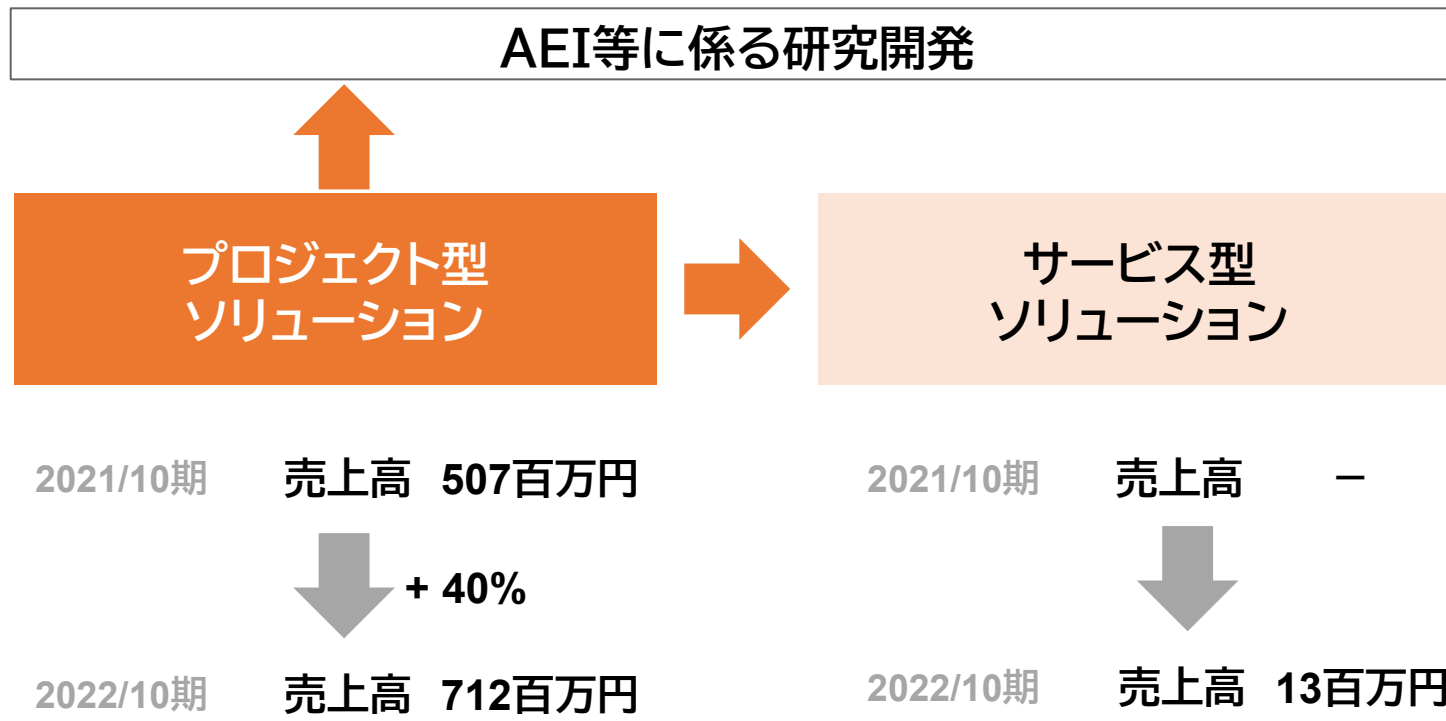 AEI等に係る研究開発
プロジェクト型
ソリューション
サービス型
ソリューション
2021/10期 売上高 507百万円
2021/10期 売上高 －
+ 40%
2022/10期 売上高 712百万円
2022/10期 売上高 13百万円